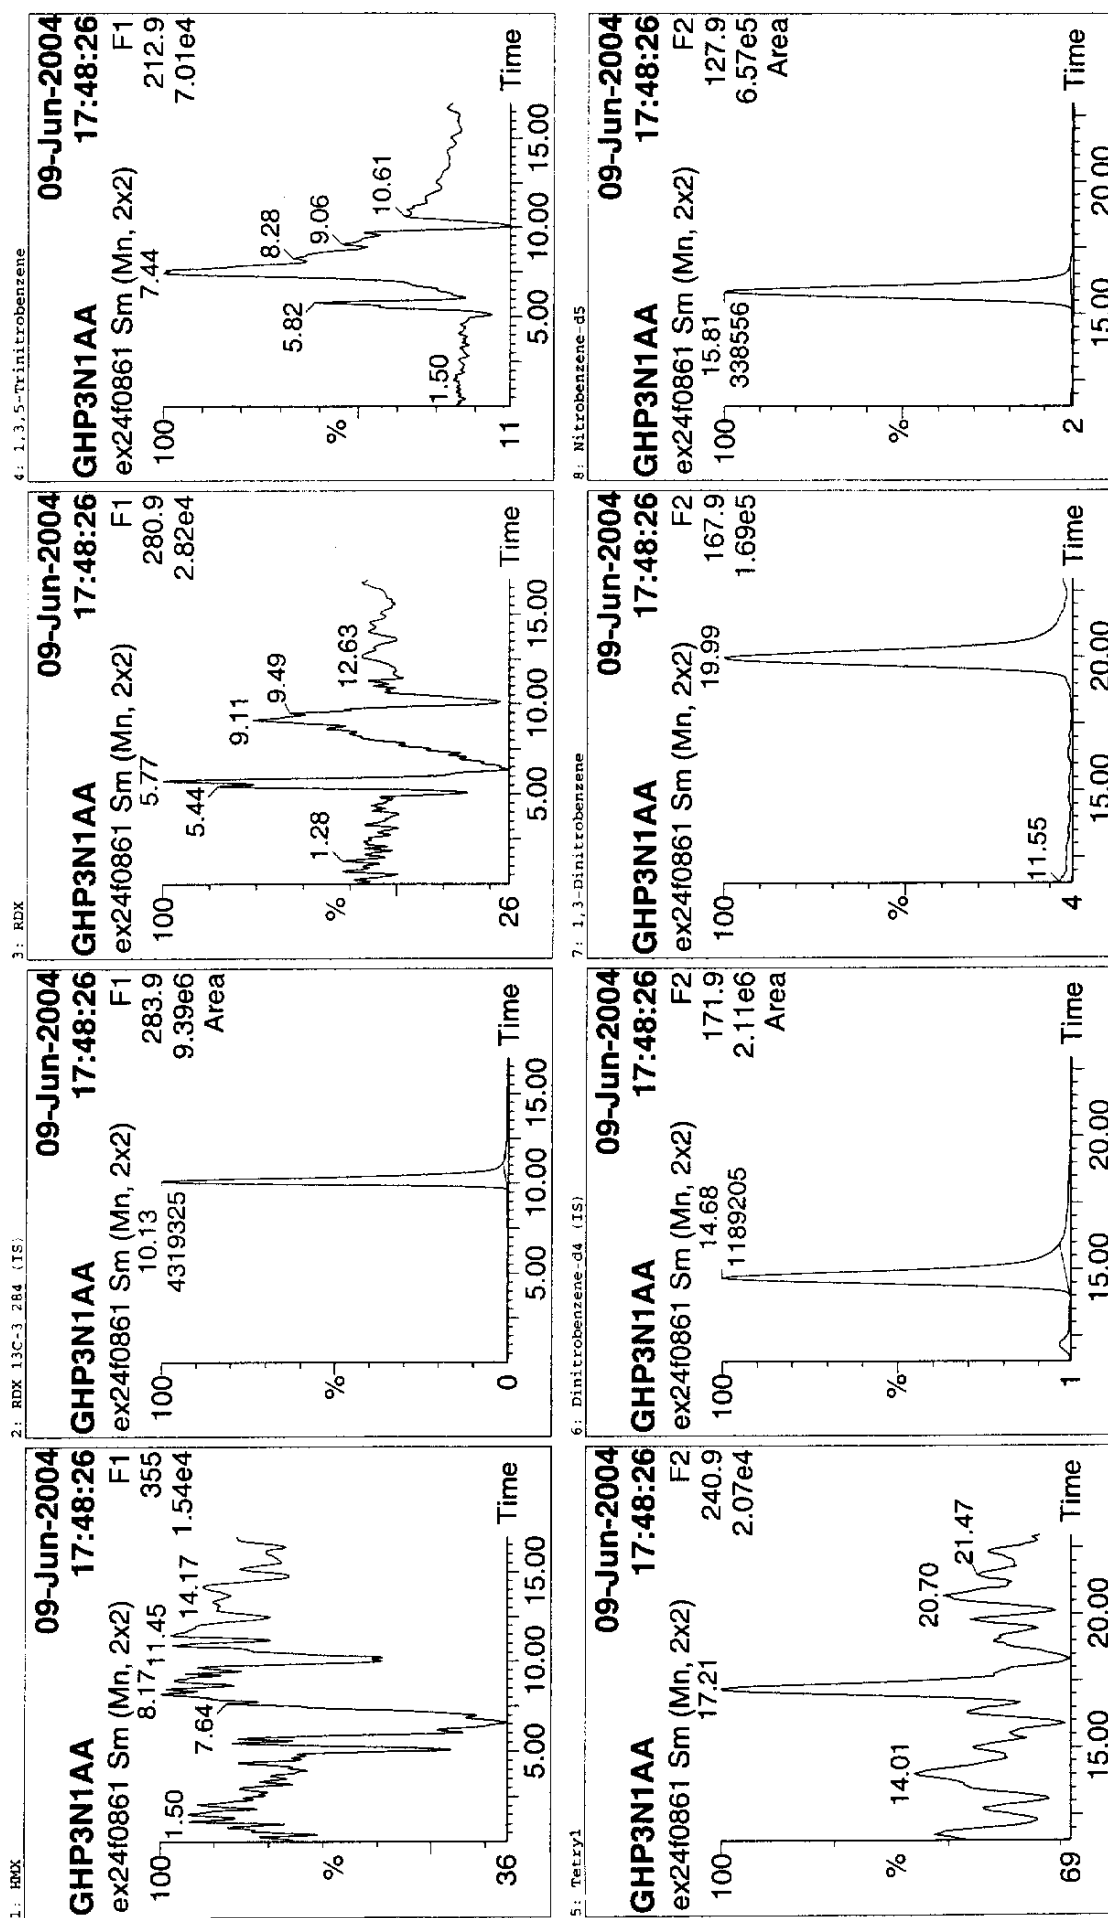 1: HMX
GHP3N1AA 09-Jun-2004
17:48:26
ex24f0861 Sm (Mn, 2x2) F1
355
1.54e4
100
%
36
1.50
7.64
8.17
11.45
14.17
5.00 10.00 15.00 Time
2: RDX 13C-3 284 (IS)
GHP3N1AA 09-Jun-2004
17:48:26
ex24f0861 Sm (Mn, 2x2) F1
283.9
9.39e6
Area
100
%
0
10.13
4319325
5.00 10.00 15.00 Time
3: RDX
GHP3N1AA 09-Jun-2004
17:48:26
ex24f0861 Sm (Mn, 2x2) F1
280.9
2.82e4
100
%
26
1.28
5.44
5.77
9.11
9.49
12.63
5.00 10.00 15.00 Time
4: 1,3,5-Trinitrobenzene
GHP3N1AA 09-Jun-2004
17:48:26
ex24f0861 Sm (Mn, 2x2) F1
212.9
7.01e4
100
%
11
1.50
5.82
7.44
8.28
9.06
10.61
5.00 10.00 15.00 Time
5: Tetryl
GHP3N1AA 09-Jun-2004
17:48:26
ex24f0861 Sm (Mn, 2x2) F2
240.9
2.07e4
100
%
69
14.01
17.21
20.70
21.47
15.00 20.00 Time
6: Dinitrobenzene-d4 (IS)
GHP3N1AA 09-Jun-2004
17:48:26
ex24f0861 Sm (Mn, 2x2) F2
171.9
2.11e6
Area
100
%
1
14.68
1189205
15.00 20.00 Time
7: 1,3-Dinitrobenzene
GHP3N1AA 09-Jun-2004
17:48:26
ex24f0861 Sm (Mn, 2x2) F2
167.9
1.69e5
100
%
4
11.55
19.99
15.00 20.00 Time
8: Nitrobenzene-d5
GHP3N1AA 09-Jun-2004
17:48:26
ex24f0861 Sm (Mn, 2x2) F2
127.9
6.57e5
Area
100
%
2
15.81
338556
15.00 20.00 Time